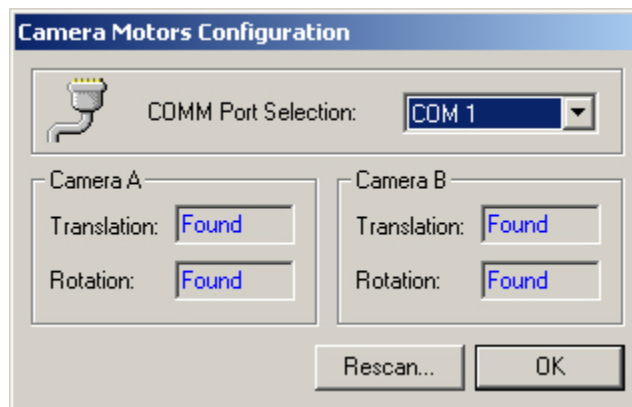 Camera Motors Configuration
COMM Port Selection: COM 1
Camera A Camera B
Translation: Found Translation: Found
Rotation: Found Rotation: Found
Rescan... OK